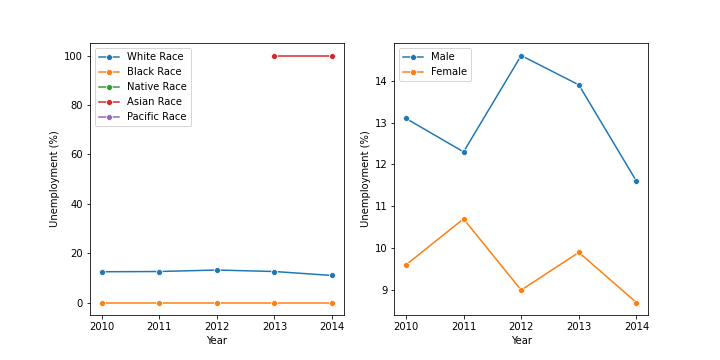 White Race
Black Race
Native Race
Asian Race
Pacific Race
100
80
60
40
20
0
Unemployment (%)
2010 2011 2012 2013 2014
Year
Male
Female
14
13
12
11
10
9
Unemployment (%)
2010 2011 2012 2013 2014
Year